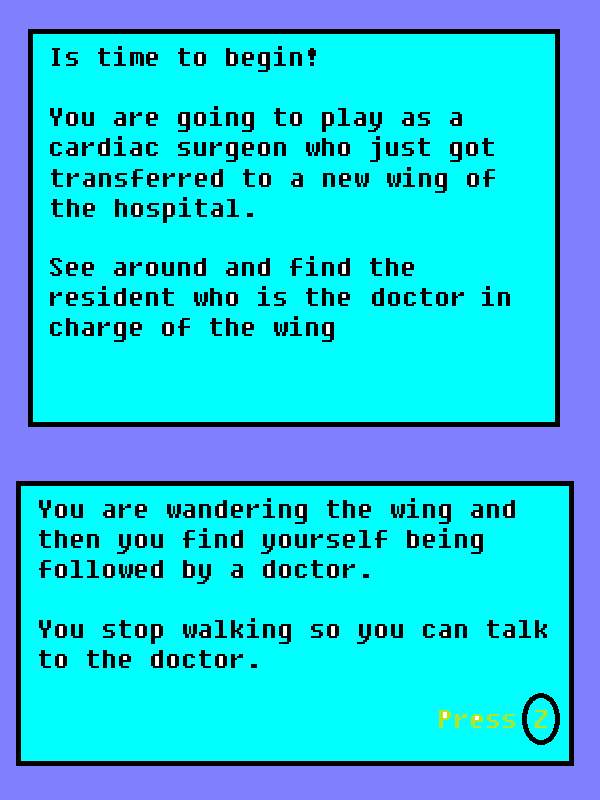 Is time to begin!
You are going to play as a
cardiac surgeon who just got
transferred to a new wing of
the hospital.
See around and find the
resident who is the doctor in
charge of the wing
You are wandering the wing and
then you find yourself being
followed by a doctor.
You stop walking so you can talk
to the doctor.
Press Z